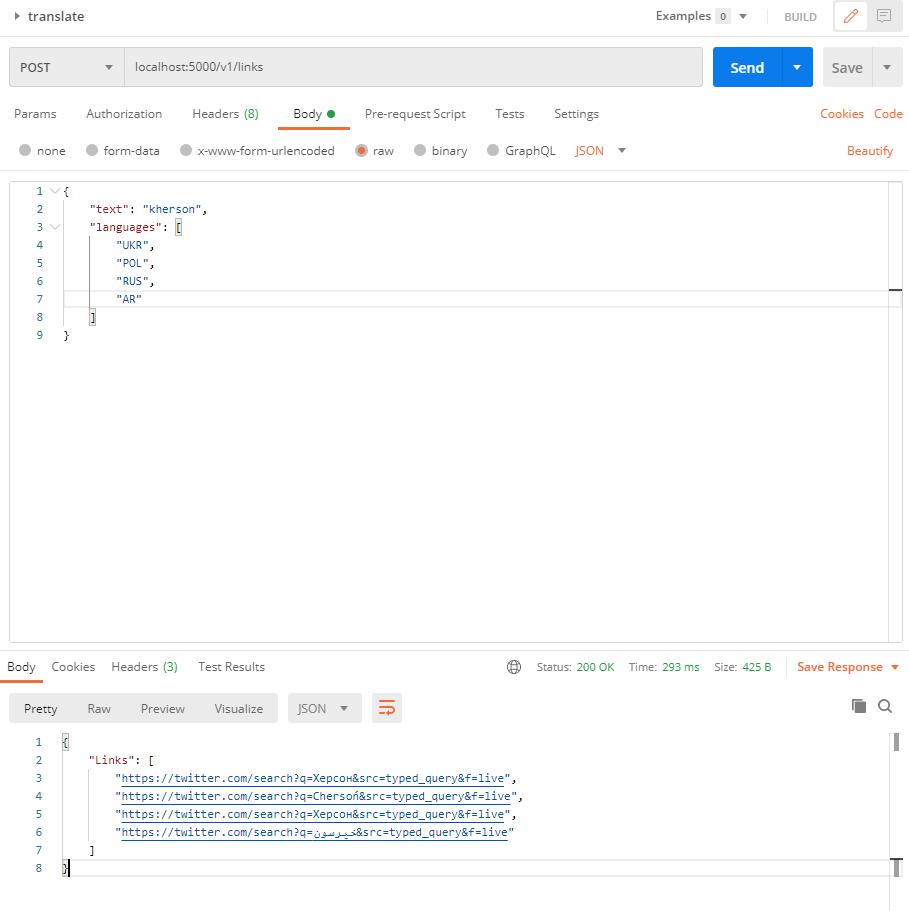 translate
Examples 0 BUILD
POST localhost:5000/v1/links Send Save
Params Authorization Headers (8) Body Pre-request Script Tests Settings Cookies Code
none form-data x-www-form-urlencoded raw binary GraphQL JSON Beautify
1 {
2 "text": "kherson",
3 "languages": [
4 "UKR",
5 "POL",
6 "RUS",
7 "AR"
8 ]
9 }
Body Cookies Headers (3) Test Results Status: 200 OK Time: 293 ms Size: 425 B Save Response
Pretty Raw Preview Visualize JSON
1 {
2 "Links": [
3 "https://twitter.com/search?q=Херсон&src=typed_query&f=live",
4 "https://twitter.com/search?q=Chersoń&src=typed_query&f=live",
5 "https://twitter.com/search?q=Херсон&src=typed_query&f=live",
6 "https://twitter.com/search?q=خيرسون&src=typed_query&f=live"
7 ]
8 }